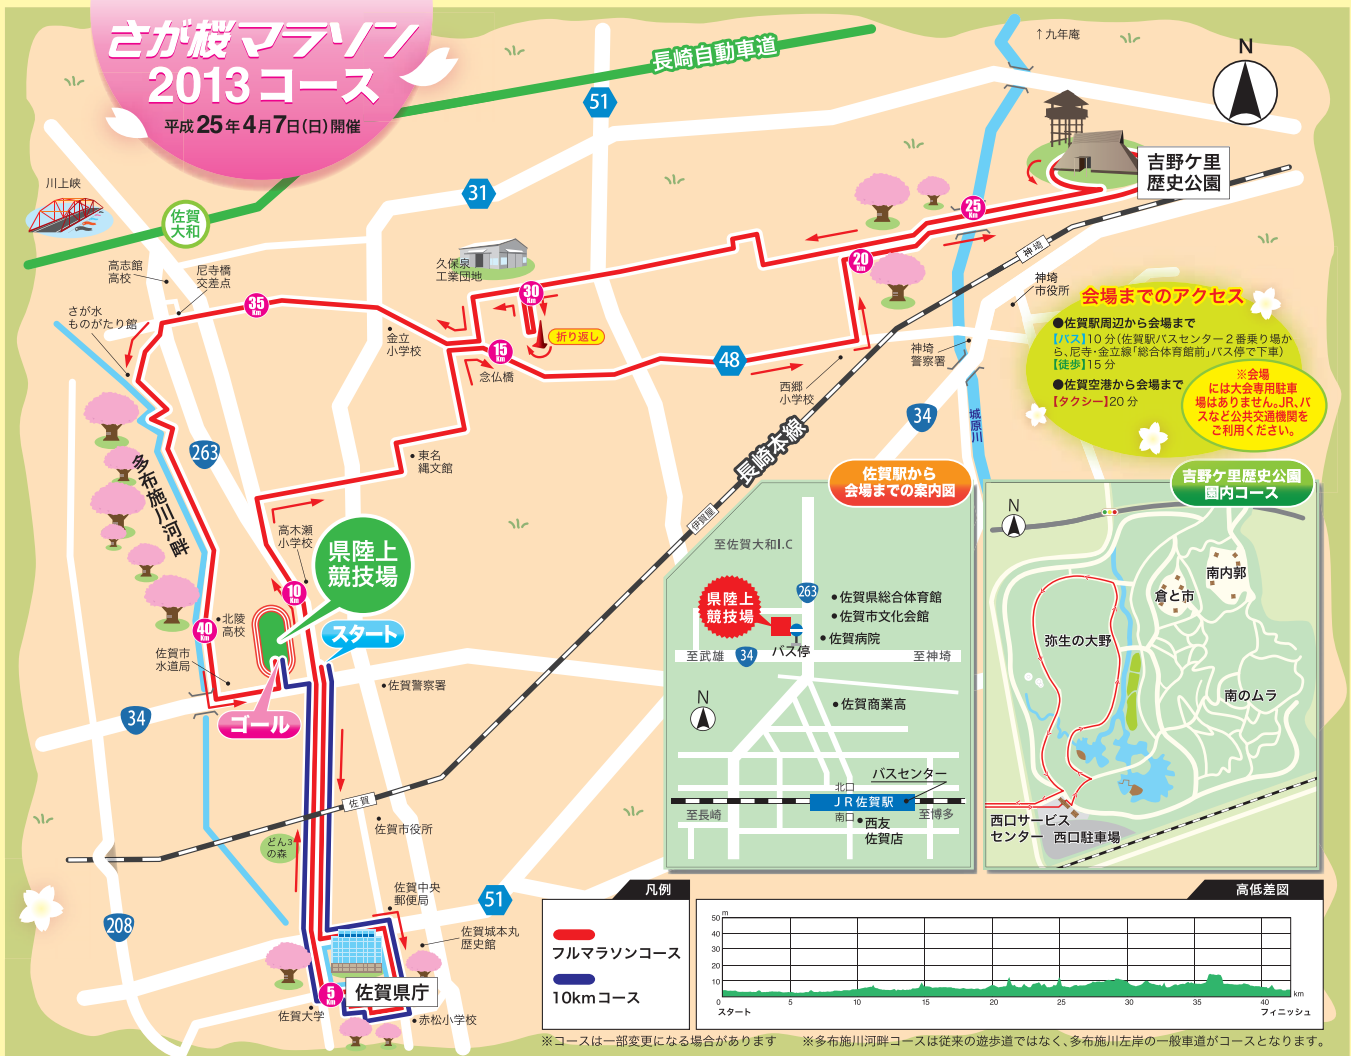 さが桜マラソン
2013コース
平成25年4月7日(日)開催
長崎自動車道
↑九年庵
N
51
31
吉野ケ里
歴史公園
川上峡
佐賀
大和
高志館
高校
尼寺橋
交差点
さが水
ものがたり館
久保泉
工業団地
25
Km
20
Km
30
Km
35
Km
15
Km
折り返し
金立
小学校
念仏橋
48
西郷
小学校
神埼
神埼
市役所
神埼
警察署
34
城原川
会場までのアクセス
●佐賀駅周辺から会場まで
【バス】10分(佐賀駅バスセンター2番乗り場か
ら、尼寺・金立線「総合体育館前」バス停で下車)
【徒歩】15分
●佐賀空港から会場まで
【タクシー】20分
※会場
には大会専用駐車
場はありません。JR、バ
スなど公共交通機関を
ご利用ください。
263
多布施川河畔
東名
縄文館
長崎本線
伊賀屋
高木瀬
小学校
県陸上
競技場
10
Km
スタート
北陵
高校
40
Km
佐賀市
水道局
34
ゴール
佐賀警察署
佐賀
佐賀市役所
どん3
の森
208
佐賀中央
郵便局
51
佐賀城本丸
歴史館
5
Km
佐賀県庁
佐賀大学
赤松小学校
佐賀駅から
会場までの案内図
至佐賀大和I.C
県陸上
競技場
263
●佐賀県総合体育館
●佐賀市文化会館
●佐賀病院
バス停
至武雄
34
至神埼
N
●佐賀商業高
バスセンター
北口
JR佐賀駅
南口
至長崎
至博多
●西友
佐賀店
吉野ケ里歴史公園
園内コース
N
南内郭
倉と市
弥生の大野
南のムラ
西口サービス
センター
西口駐車場
凡例
フルマラソンコース
10kmコース
高低差図
m
50
40
30
20
10
0
5
10
15
20
25
30
35
40
km
スタート
フィニッシュ
※コースは一部変更になる場合があります
※多布施川河畔コースは従来の遊歩道ではなく、多布施川左岸の一般車道がコースとなります。